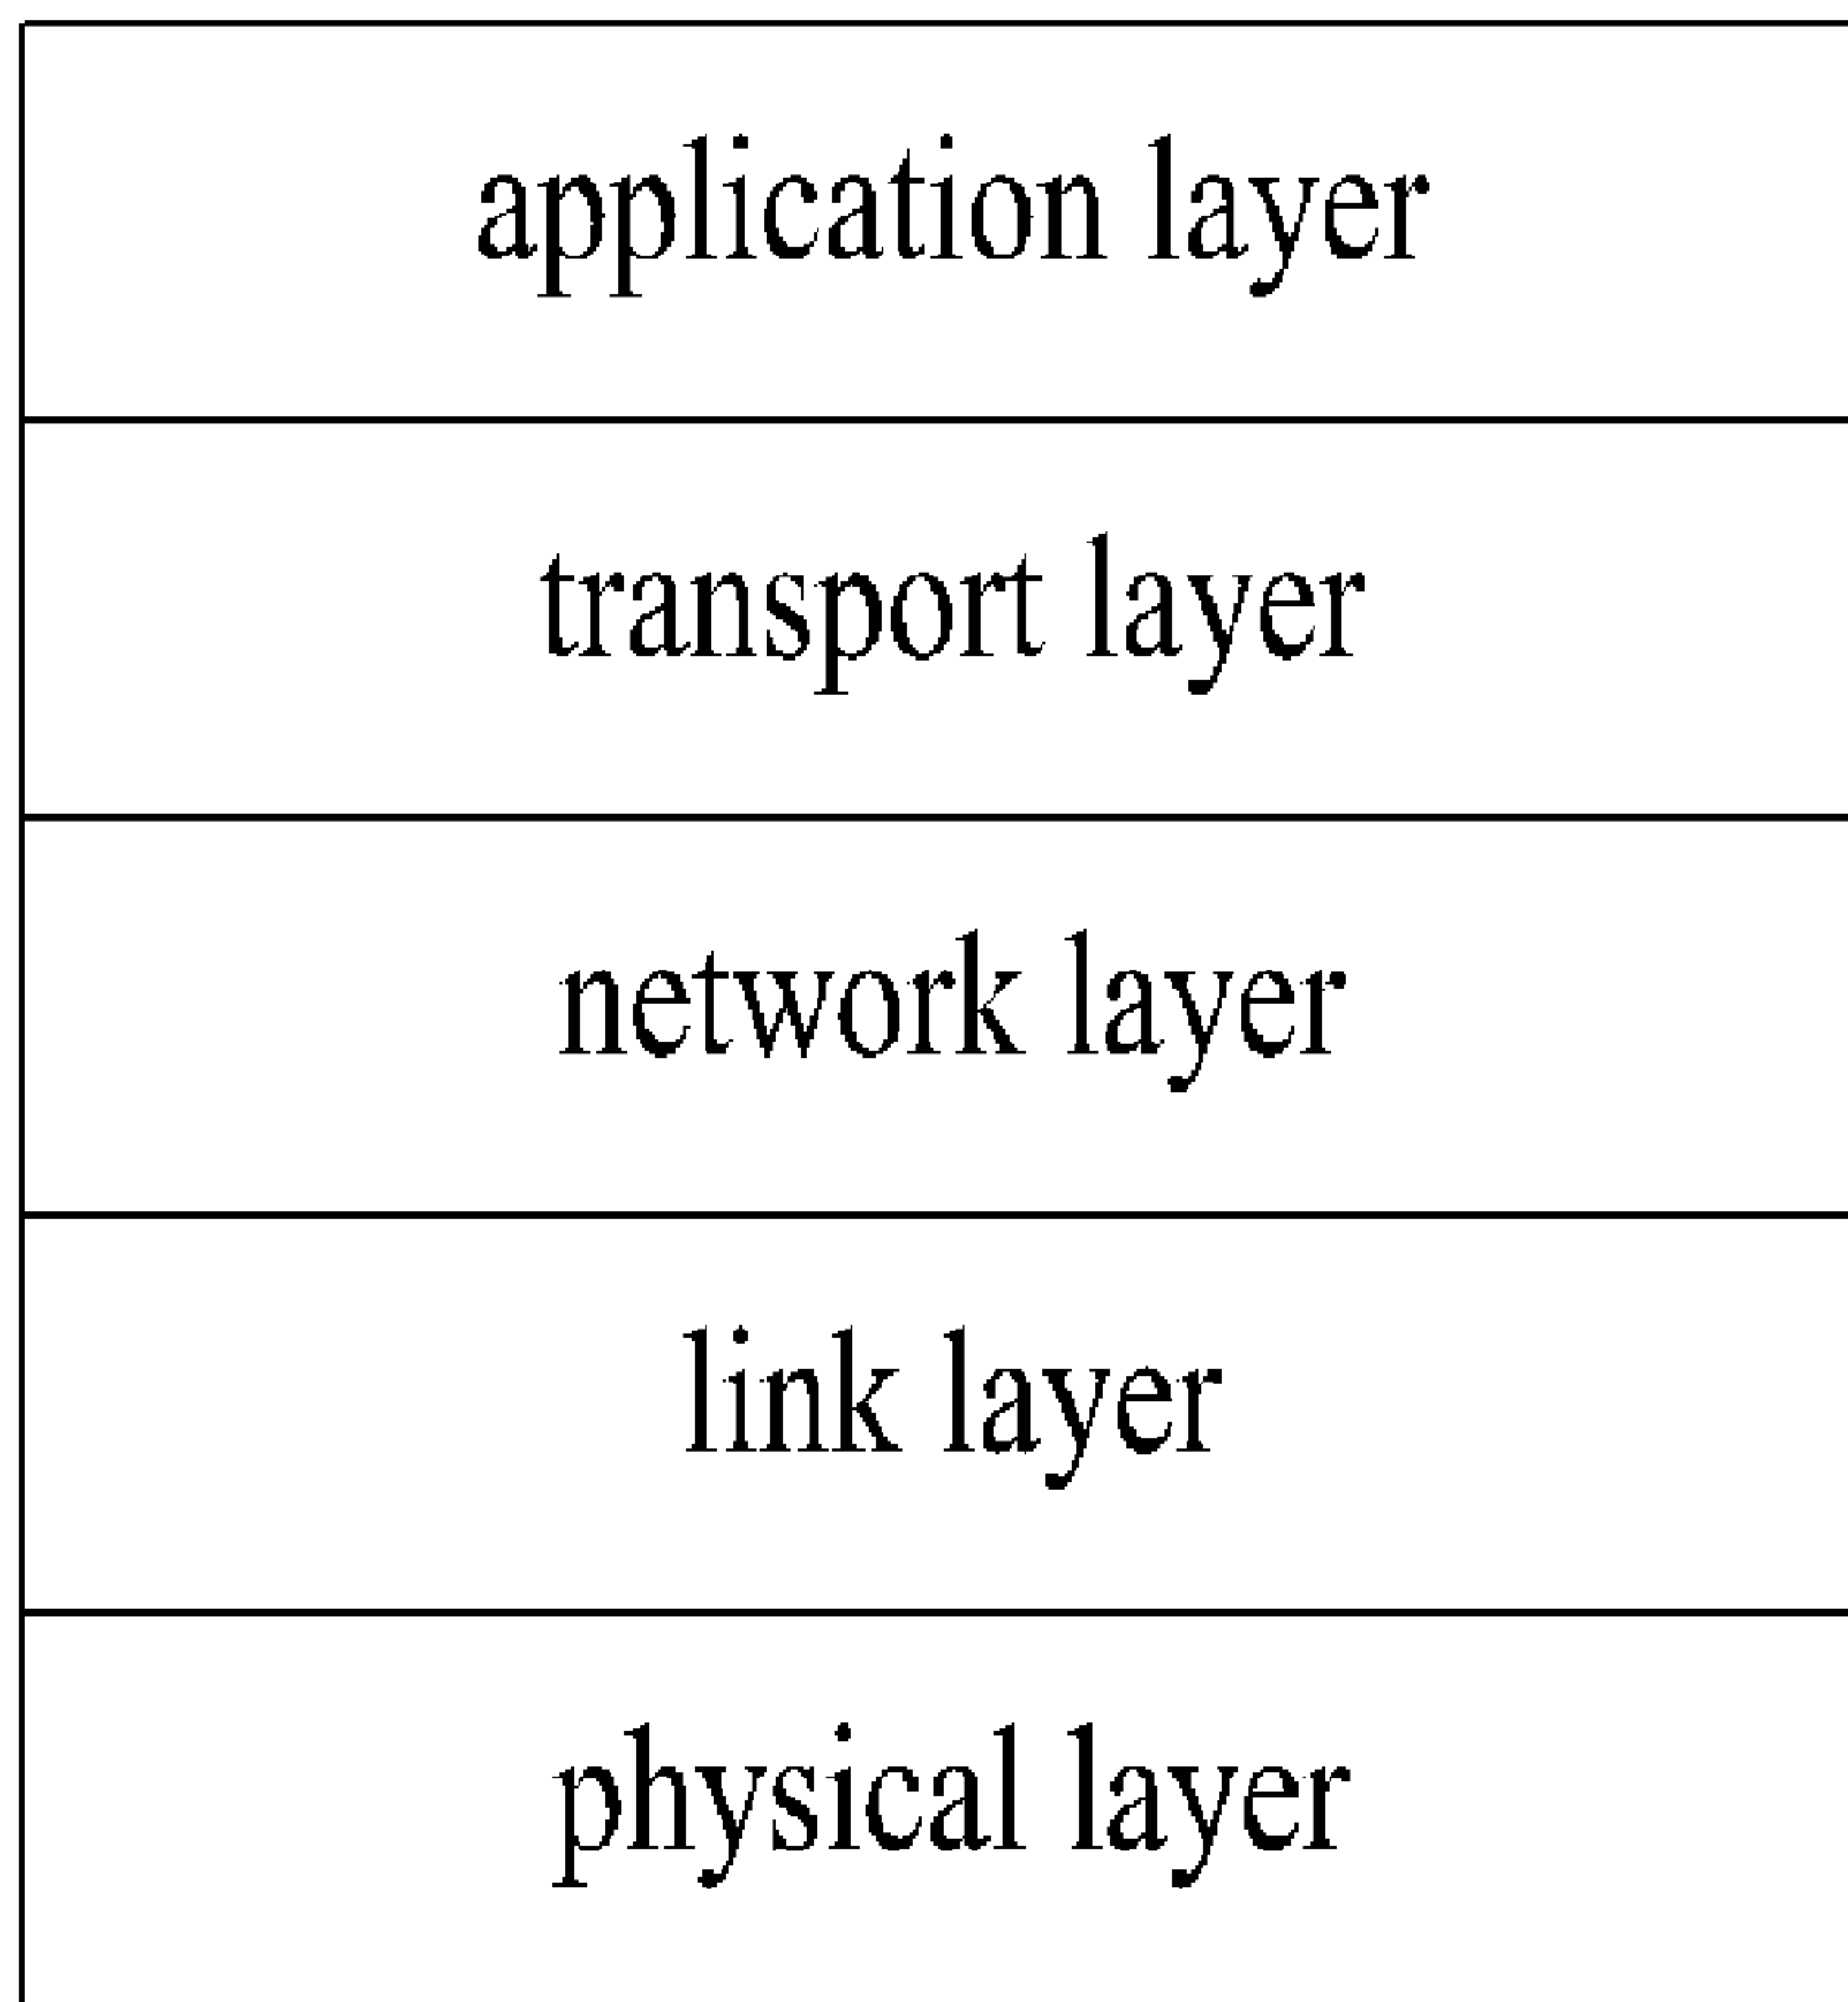 application layer
transport layer
network layer
link layer
physical layer